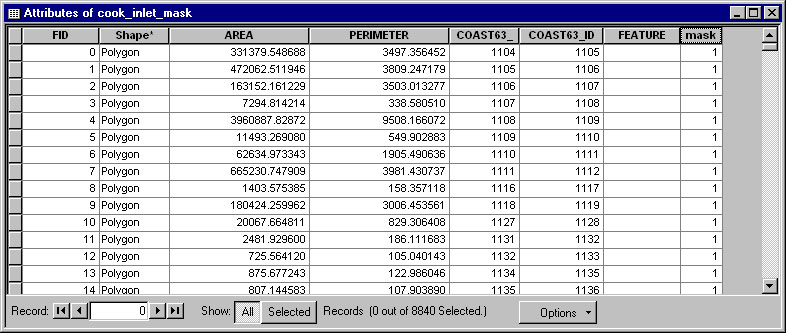 Attributes of cook_inlet_mask
FID Shape* AREA PERIMETER COAST63_ COAST63_ID FEATURE mask
0 Polygon 331379.548688 3497.356452 1104 1105 1
1 Polygon 472062.511946 3809.247179 1105 1106 1
2 Polygon 163152.161229 3503.013277 1106 1107 1
3 Polygon 7294.814214 338.580510 1107 1108 1
4 Polygon 3960887.82872 9508.166072 1108 1109 1
5 Polygon 11493.269080 549.902883 1109 1110 1
6 Polygon 62634.973343 1905.490636 1110 1111 1
7 Polygon 665230.747909 3981.430737 1111 1112 1
8 Polygon 1403.575385 158.357118 1116 1117 1
9 Polygon 180424.259962 3006.453561 1118 1119 1
10 Polygon 20067.664811 829.306408 1127 1128 1
11 Polygon 2481.929600 186.111683 1131 1132 1
12 Polygon 725.564120 105.040143 1132 1133 1
13 Polygon 875.677243 122.986046 1134 1135 1
14 Polygon 807.144583 107.903890 1135 1136 1
Record: 0 Show: All Selected Records (0 out of 8840 Selected.) Options